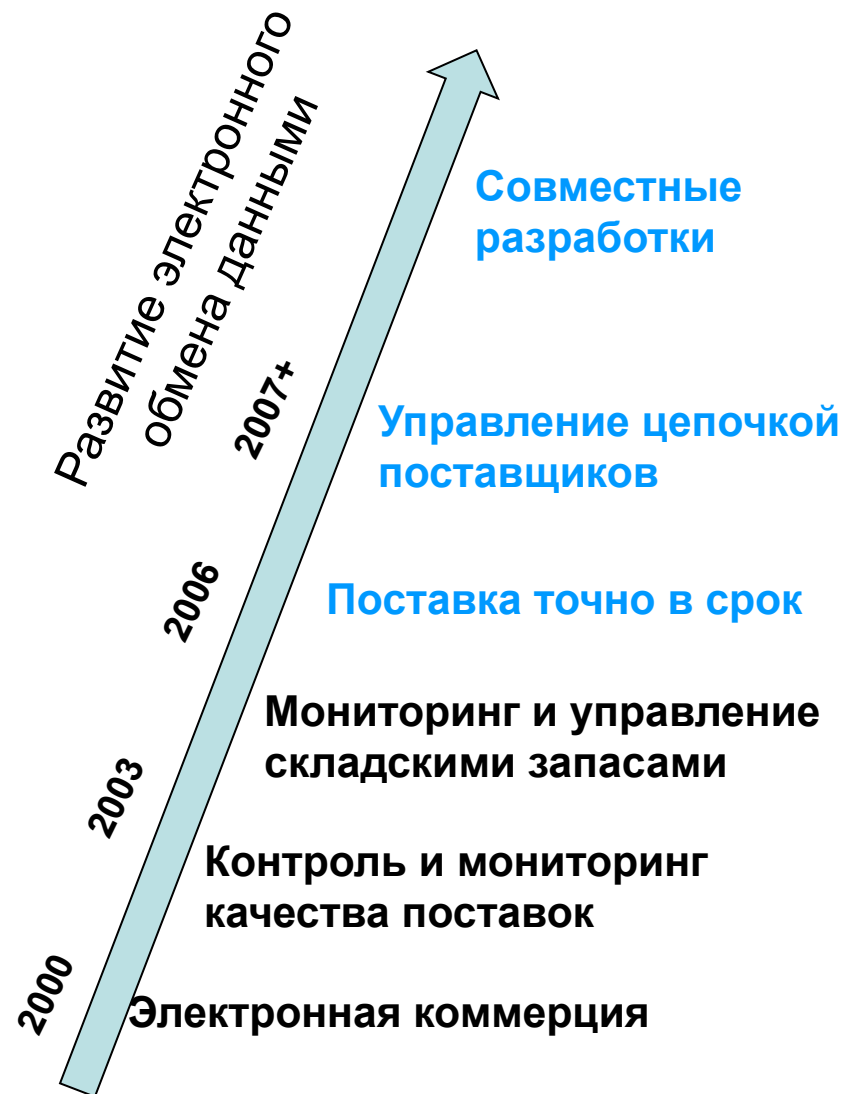 Развитие электронного
обмена данными
Совместные
разработки
2007+
Управление цепочкой
поставщиков
2006
Поставка точно в срок
Мониторинг и управление
складскими запасами
2003
Контроль и мониторинг
качества поставок
2000
Электронная коммерция